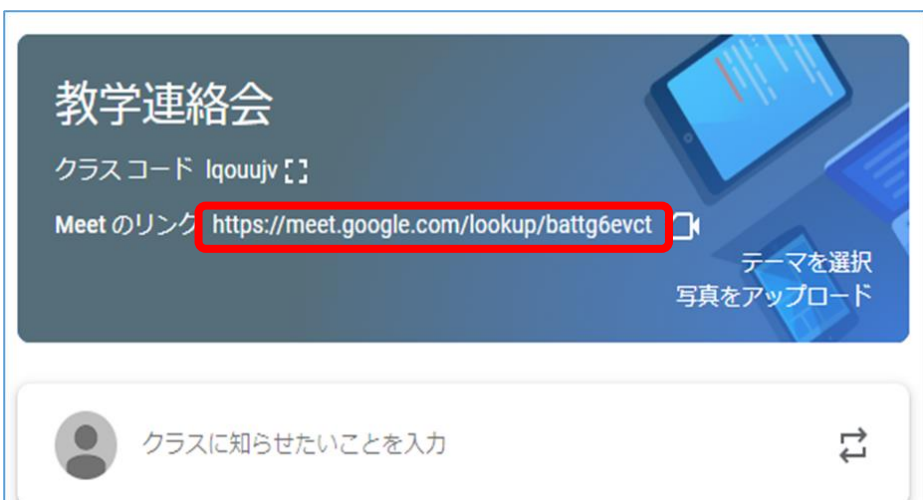 教学連絡会
クラス コード lqouujv
Meet のリンク https://meet.google.com/lookup/battg6evct
テーマを選択
写真をアップロード
クラスに知らせたいことを入力